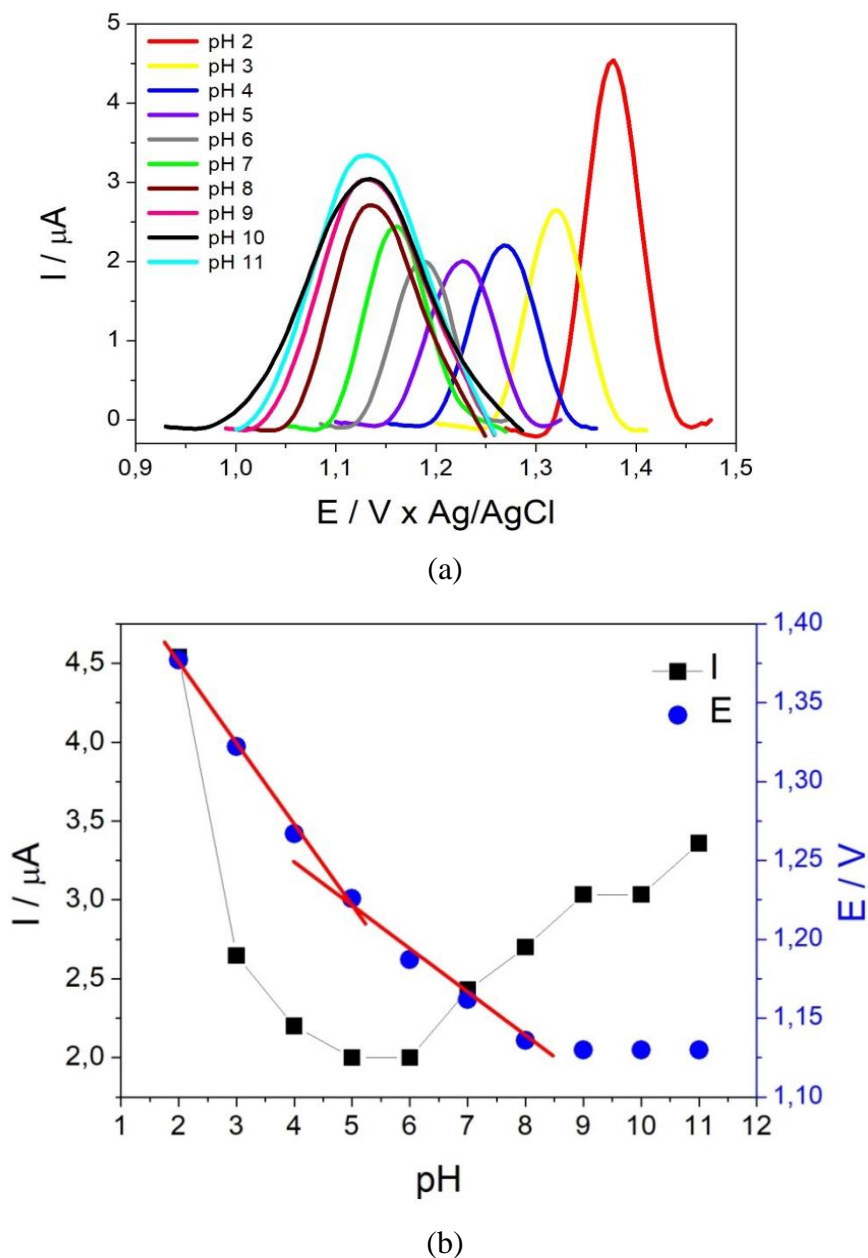 5
4
3
2
1
0
I / μA
pH 2
pH 3
pH 4
pH 5
pH 6
pH 7
pH 8
pH 9
pH 10
pH 11
0,9 1,0 1,1 1,2 1,3 1,4 1,5
E / V x Ag/AgCl
(a)
4,5
4,0
3,5
3,0
2,5
2,0
I / μA
I
E
1,40
1,35
1,30
1,25
1,20
1,15
1,10
E / V
1 2 3 4 5 6 7 8 9 10 11 12
pH
(b)